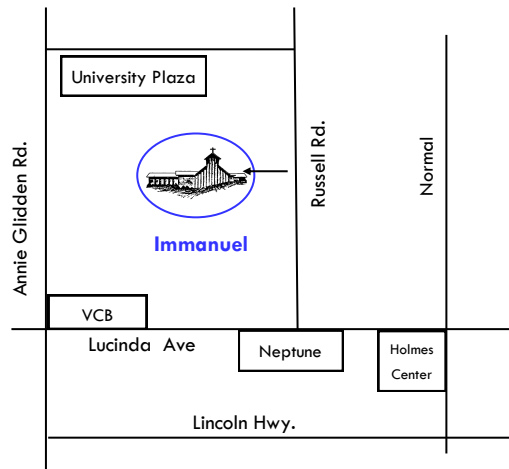 University Plaza
Annie Glidden Rd.
Russell Rd.
Normal
Immanuel
VCB
Lucinda Ave
Neptune
Holmes
Center
Lincoln Hwy.